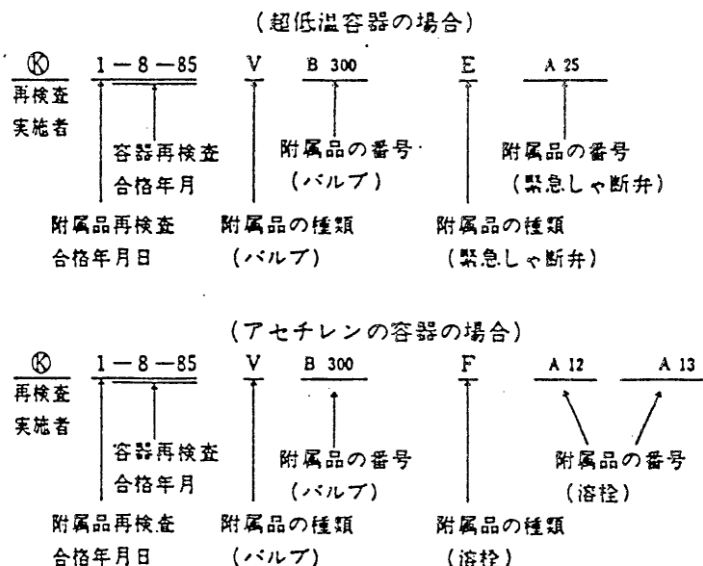 (超低温容器の場合)
Ⓚ 1-8-85 V B 300 E A 25
再検査
実施者
容器再検査
合格年月
附属品の番号
(バルブ)
附属品の番号
(緊急しゃ断弁)
附属品再検査
合格年月日
附属品の種類
(バルブ)
附属品の種類
(緊急しゃ断弁)
(アセチレンの容器の場合)
Ⓚ 1-8-85 V B 300 F A 12 A 13
再検査
実施者
容器再検査
合格年月
附属品の番号
(バルブ)
附属品の番号
(溶栓)
附属品再検査
合格年月日
附属品の種類
(バルブ)
附属品の種類
(溶栓)